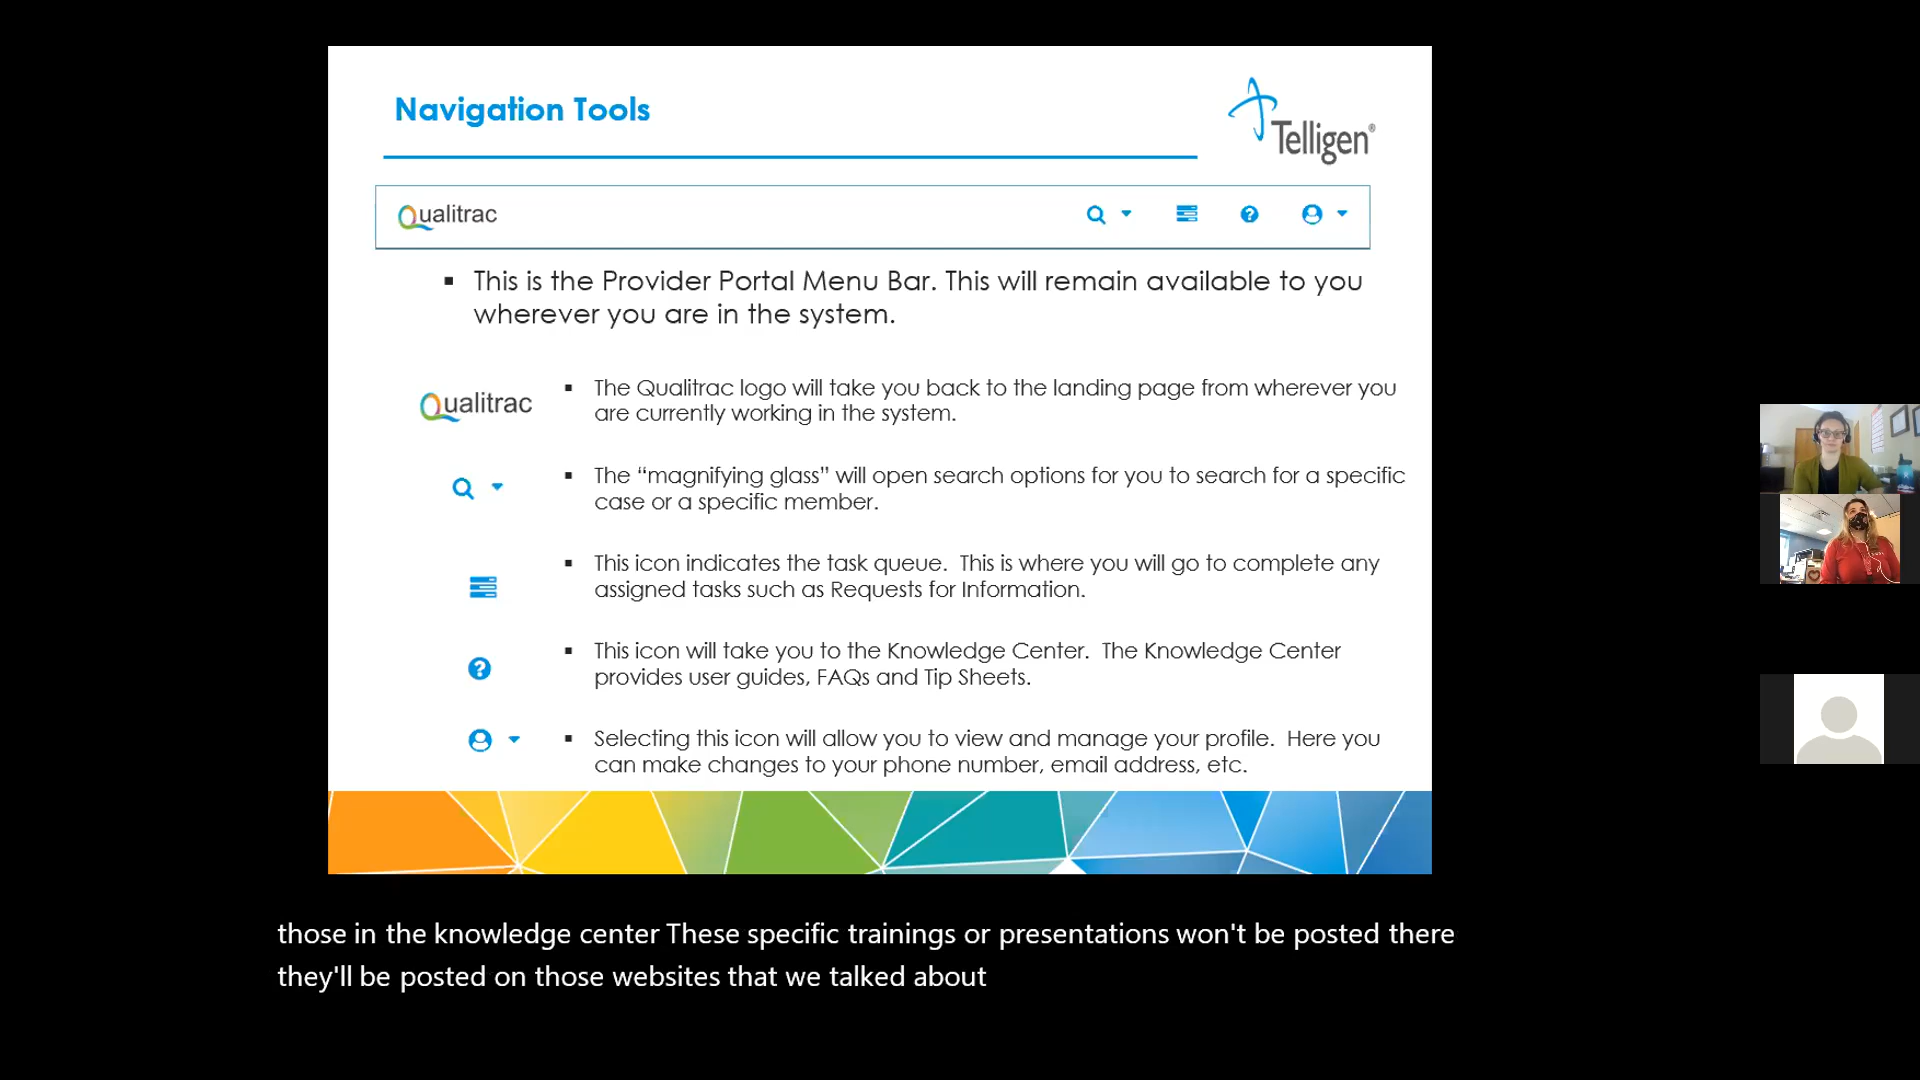 Navigation Tools
Telligen®
Qualitrac
▪ This is the Provider Portal Menu Bar. This will remain available to you
wherever you are in the system.
Qualitrac
▪ The Qualitrac logo will take you back to the landing page from wherever you
are currently working in the system.
▪ The “magnifying glass” will open search options for you to search for a specific
case or a specific member.
▪ This icon indicates the task queue.  This is where you will go to complete any
assigned tasks such as Requests for Information.
?
▪ This icon will take you to the Knowledge Center.  The Knowledge Center
provides user guides, FAQs and Tip Sheets.
▪ Selecting this icon will allow you to view and manage your profile.  Here you
can make changes to your phone number, email address, etc.
those in the knowledge center These specific trainings or presentations won't be posted there
they'll be posted on those websites that we talked about